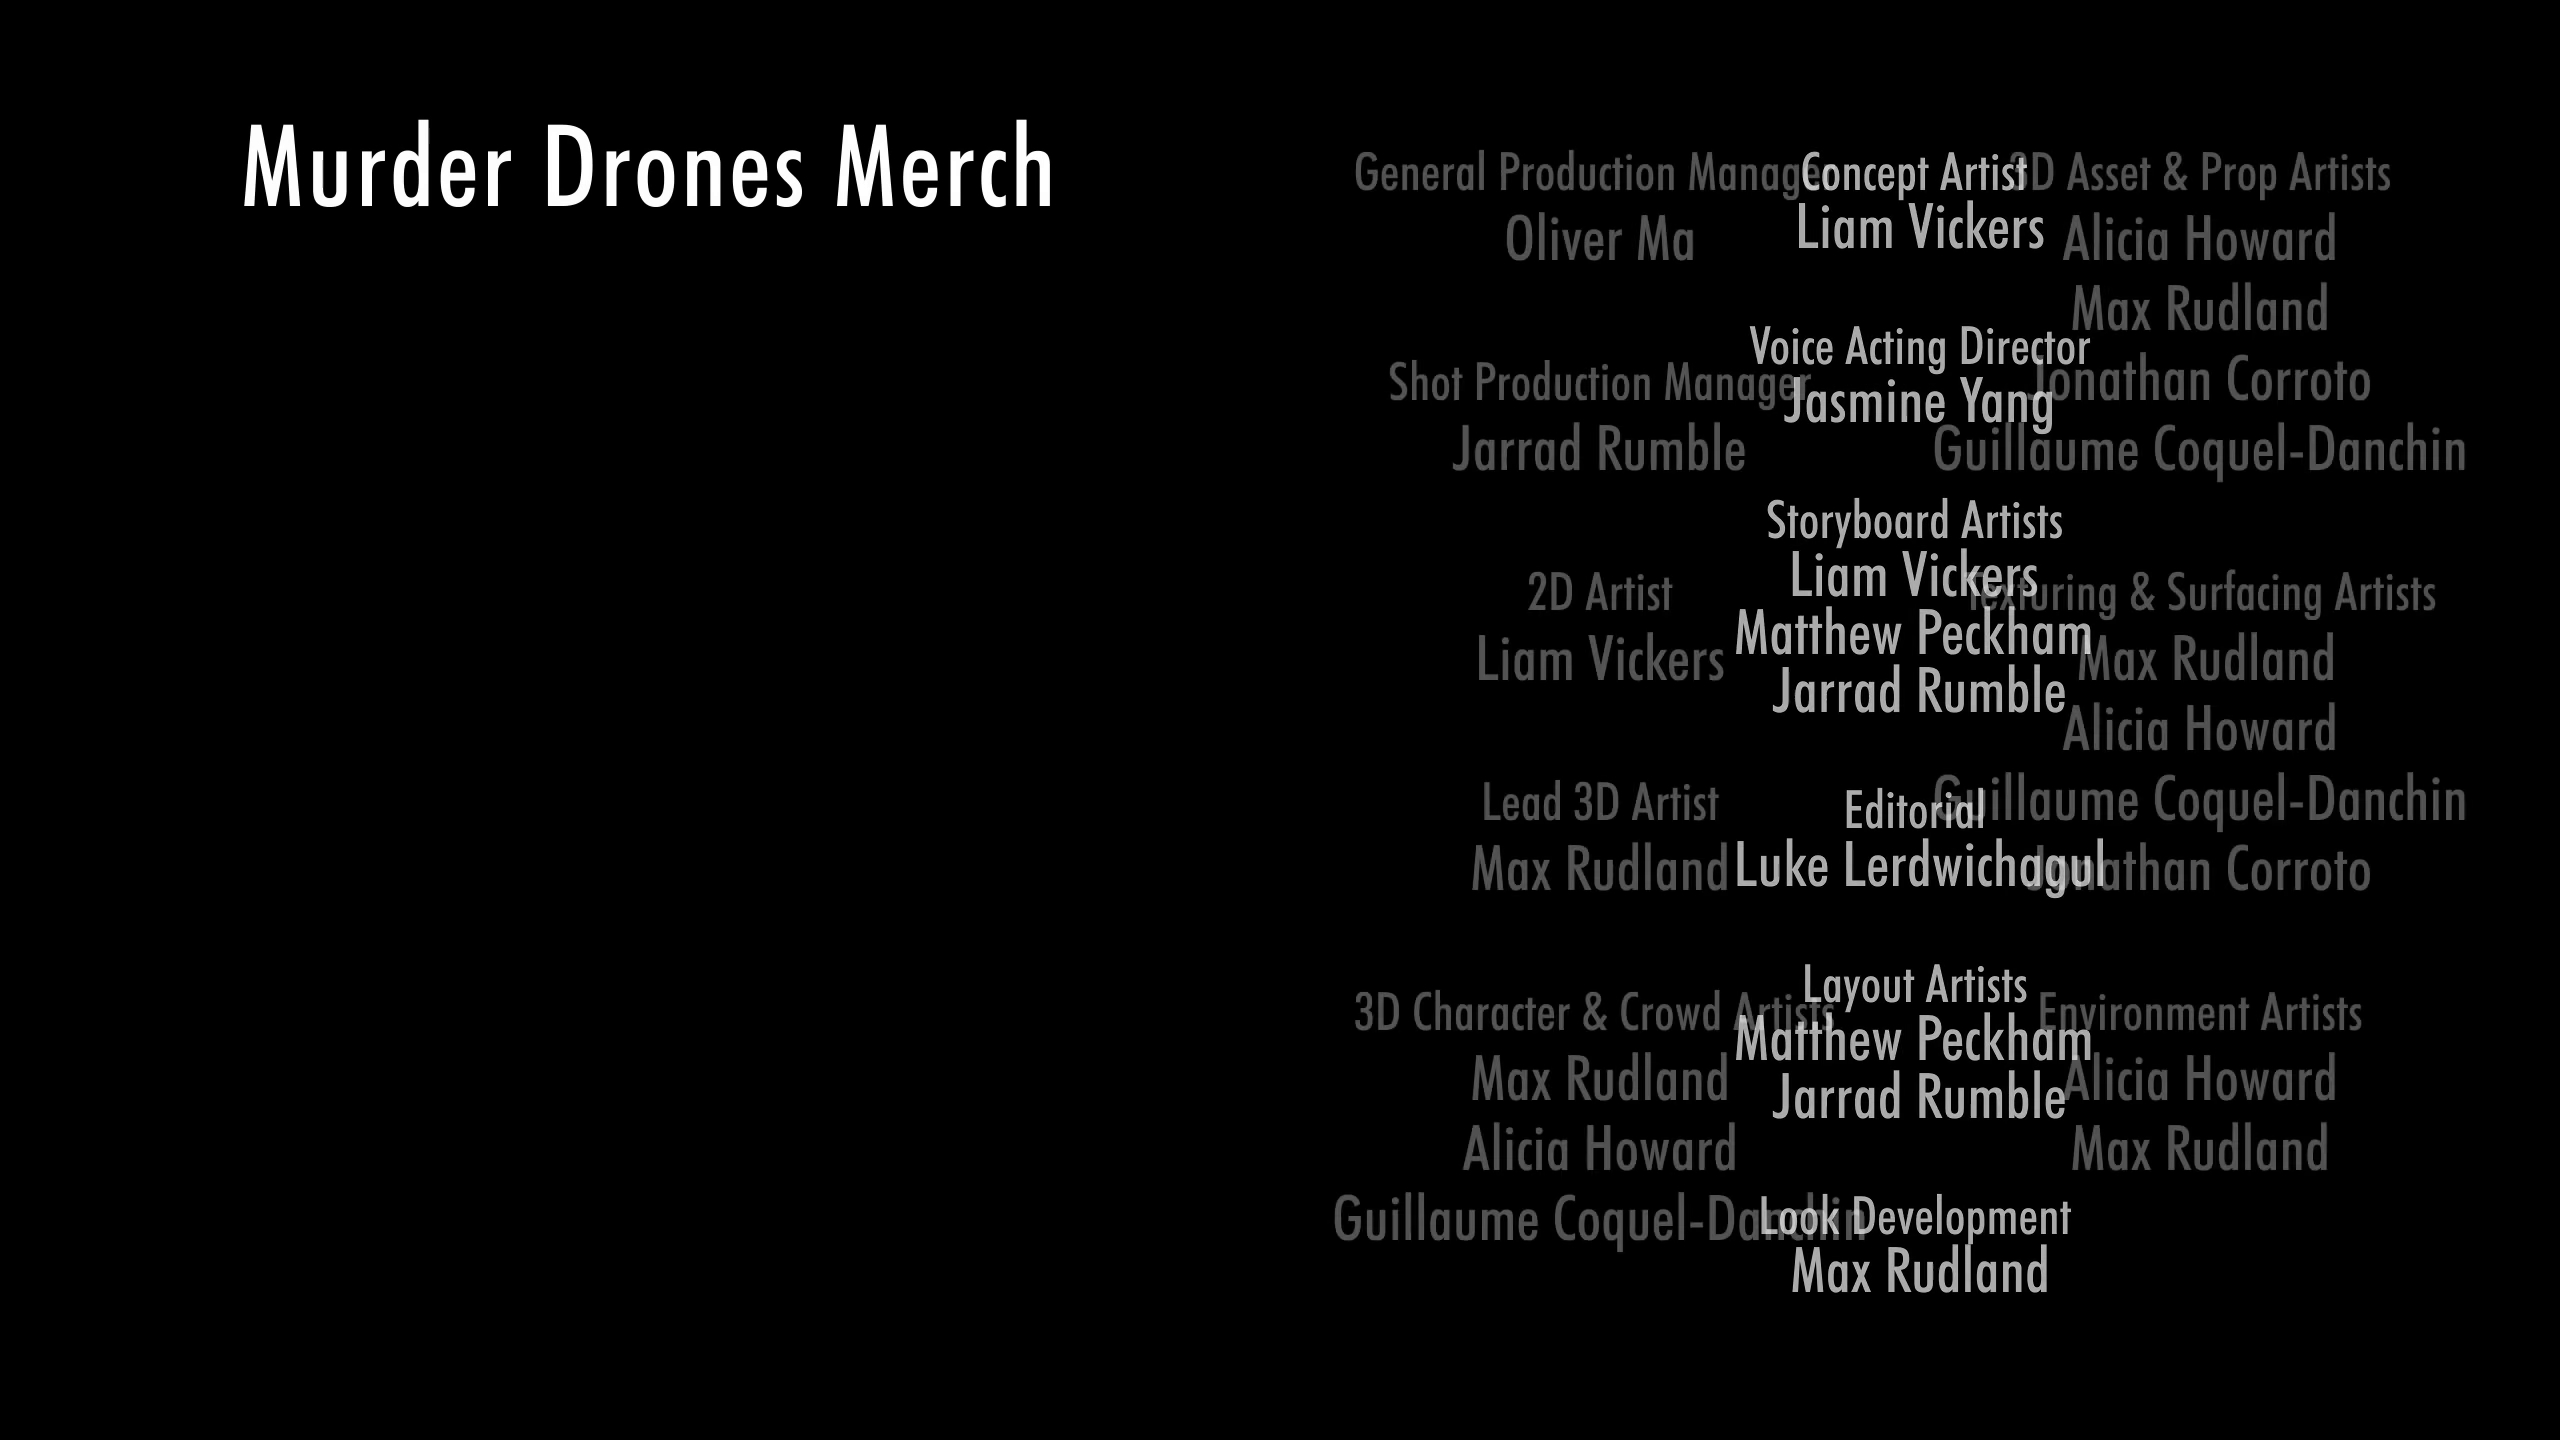 Murder Drones Merch
Concept Artist
Liam Vickers
Voice Acting Director
Jasmine Yang
Storyboard Artists
Liam Vickers
Matthew Peckham
Jarrad Rumble
Editorial
Luke Lerdwichagul
Layout Artists
Matthew Peckham
Jarrad Rumble
Look Development
Max Rudland
General Production Manager
Oliver Ma
Shot Production Manager
Jarrad Rumble
2D Artist
Liam Vickers
Lead 3D Artist
Max Rudland
3D Character & Crowd Artists
Max Rudland
Alicia Howard
Guillaume Coquel-Danchin
3D Asset & Prop Artists
Alicia Howard
Max Rudland
Jonathan Corroto
Guillaume Coquel-Danchin
Texturing & Surfacing Artists
Max Rudland
Alicia Howard
Guillaume Coquel-Danchin
Jonathan Corroto
Environment Artists
Alicia Howard
Max Rudland